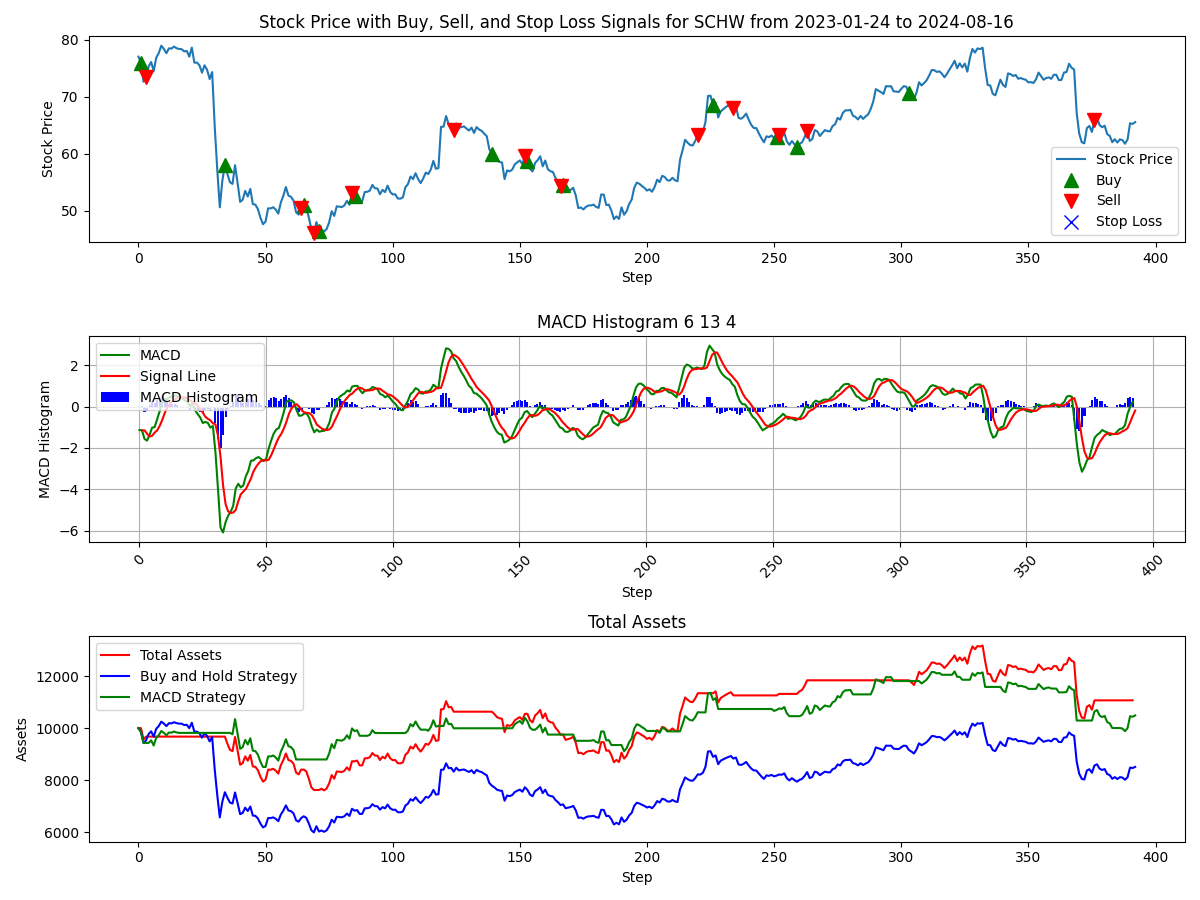 Stock Price with Buy, Sell, and Stop Loss Signals for SCHW from 2023-01-24 to 2024-08-16
80
70
60
50
Stock Price
Stock Price
Buy
Sell
Stop Loss
0 50 100 150 200 250 300 350 400
Step
MACD Histogram 6 13 4
2
0
−2
−4
−6
MACD Histogram
MACD
Signal Line
MACD Histogram
0 50 100 150 200 250 300 350 400
Step
Total Assets
12000
10000
8000
6000
Assets
Total Assets
Buy and Hold Strategy
MACD Strategy
0 50 100 150 200 250 300 350 400
Step